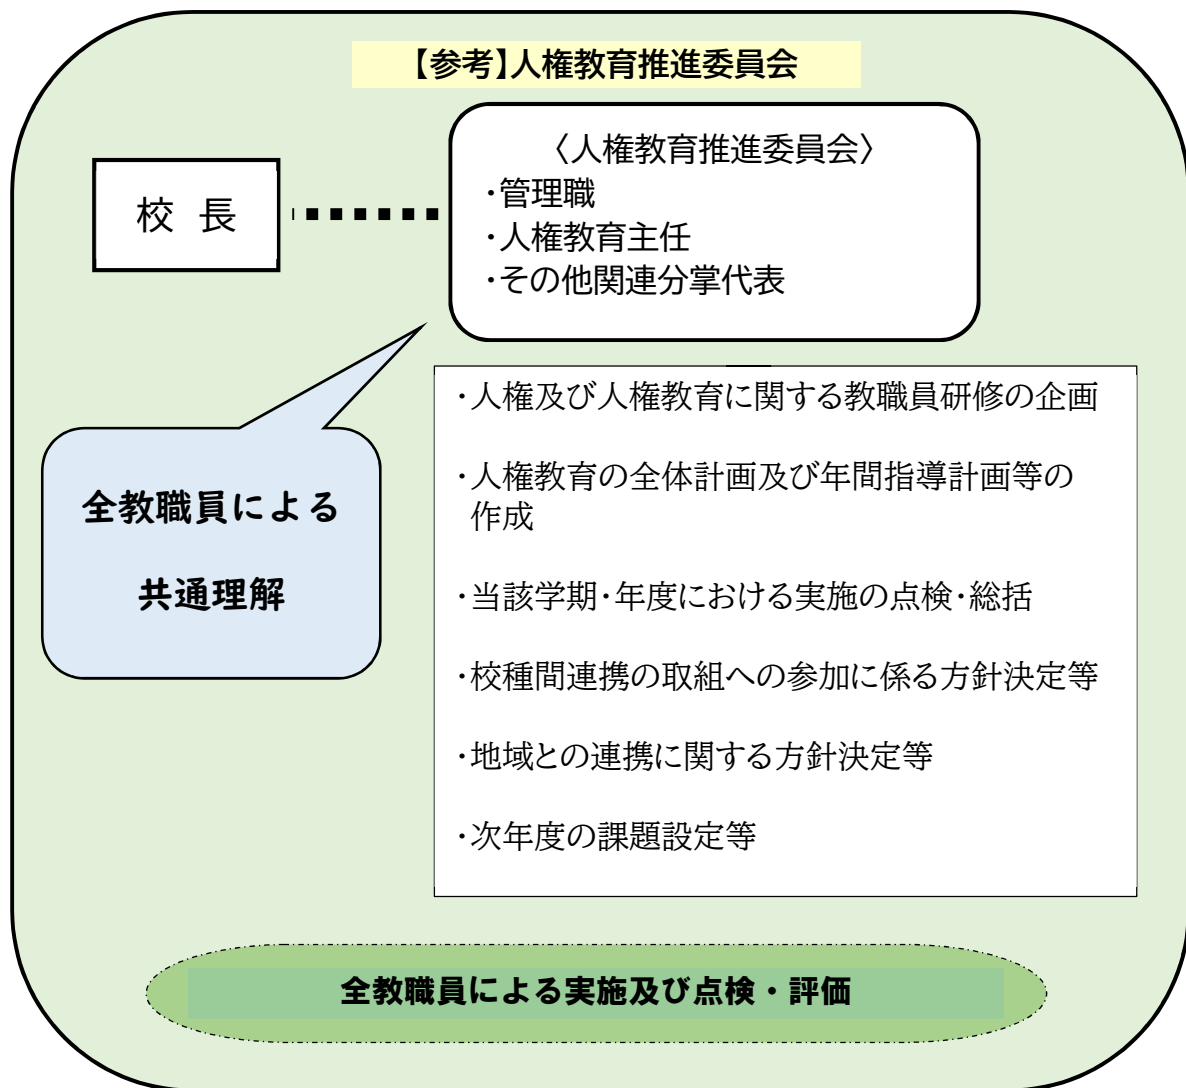 【参考】人権教育推進委員会
校 長
〈人権教育推進委員会〉
・管理職
・人権教育主任
・その他関連分掌代表
全教職員による
共通理解
・人権及び人権教育に関する教職員研修の企画
・人権教育の全体計画及び年間指導計画等の
作成
・当該学期・年度における実施の点検・総括
・校種間連携の取組への参加に係る方針決定等
・地域との連携に関する方針決定等
・次年度の課題設定等
全教職員による実施及び点検・評価